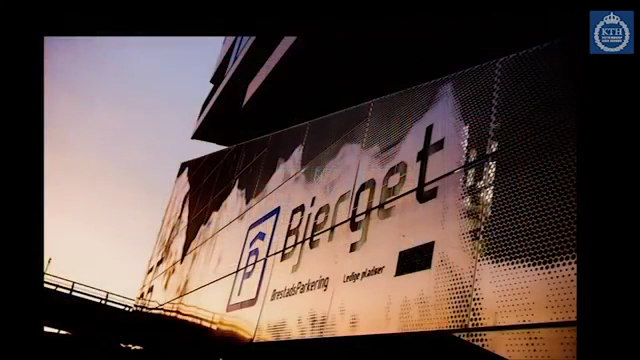 KTH
Bjerget
P
ØrestadsParkering
Ledige pladser